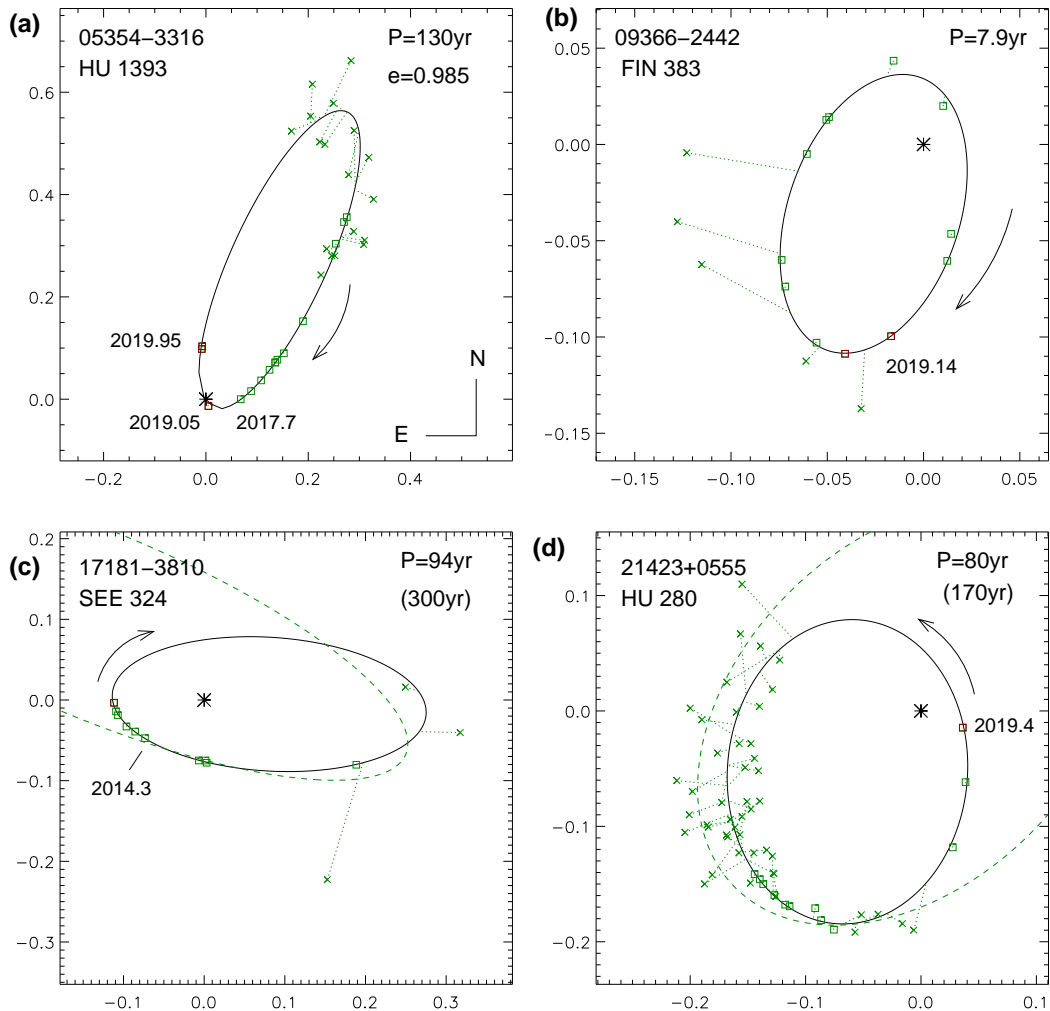 (a)
05354−3316
HU 1393
P=130yr
e=0.985
2019.95
2019.05
2017.7
N
E
0.6
0.4
0.2
0.0
−0.2
0.0
0.2
0.4
(b)
09366−2442
FIN 383
P=7.9yr
2019.14
0.05
0.00
−0.05
−0.10
−0.15
−0.15
−0.10
−0.05
0.00
0.05
(c)
17181−3810
SEE 324
P=94yr
(300yr)
2014.3
0.2
0.1
0.0
−0.1
−0.2
−0.3
−0.1
0.0
0.1
0.2
0.3
(d)
21423+0555
HU 280
P=80yr
(170yr)
2019.4
0.1
0.0
−0.1
−0.2
−0.2
−0.1
0.0
0.1